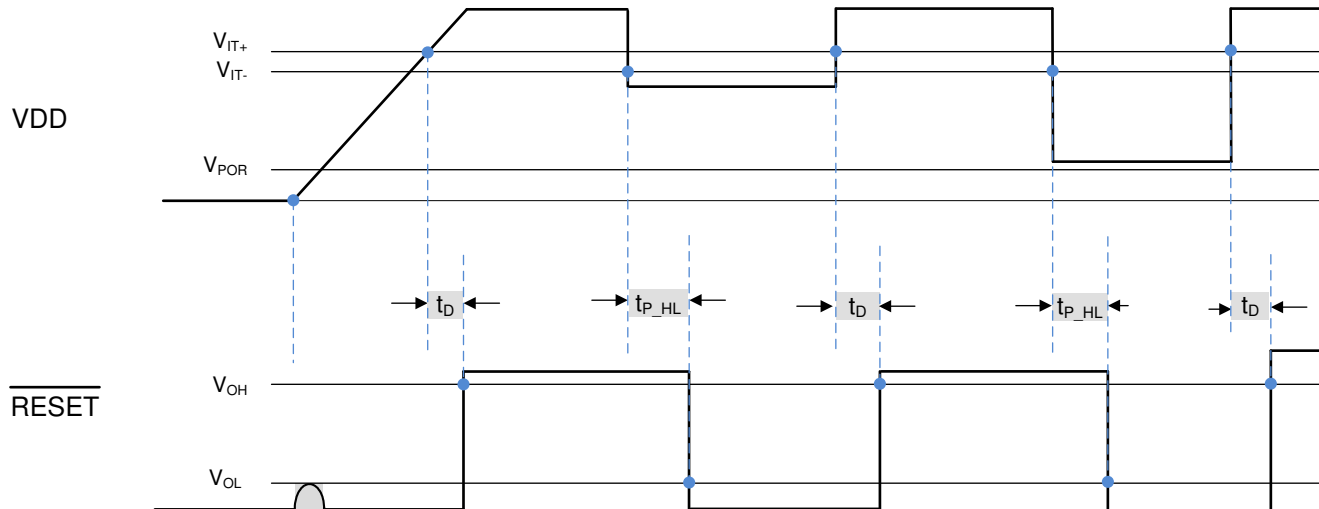 V_IT+
V_IT-
VDD
V_POR
t_D
t_P_HL
t_D
t_P_HL
t_D
V_OH
RESET
V_OL